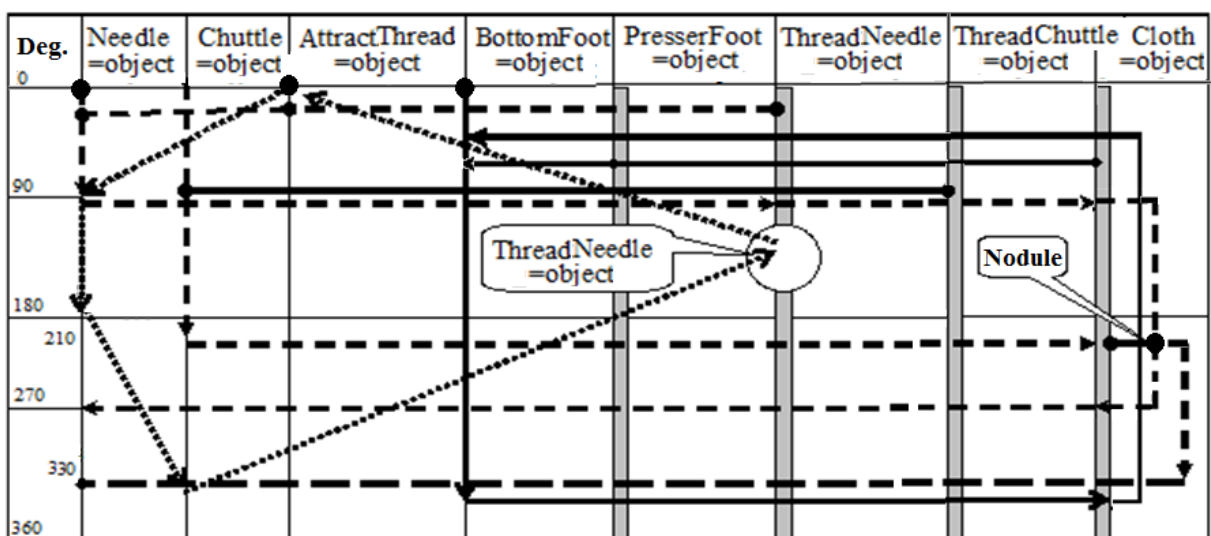 Deg.
Needle
=object
Chuttle
=object
AttractThread
=object
BottomFoot
=object
PresserFoot
=object
ThreadNeedle
=object
ThreadChuttle
=object
Cloth
=object
0
90
ThreadNeedle
=object
Nodule
180
210
270
330
360